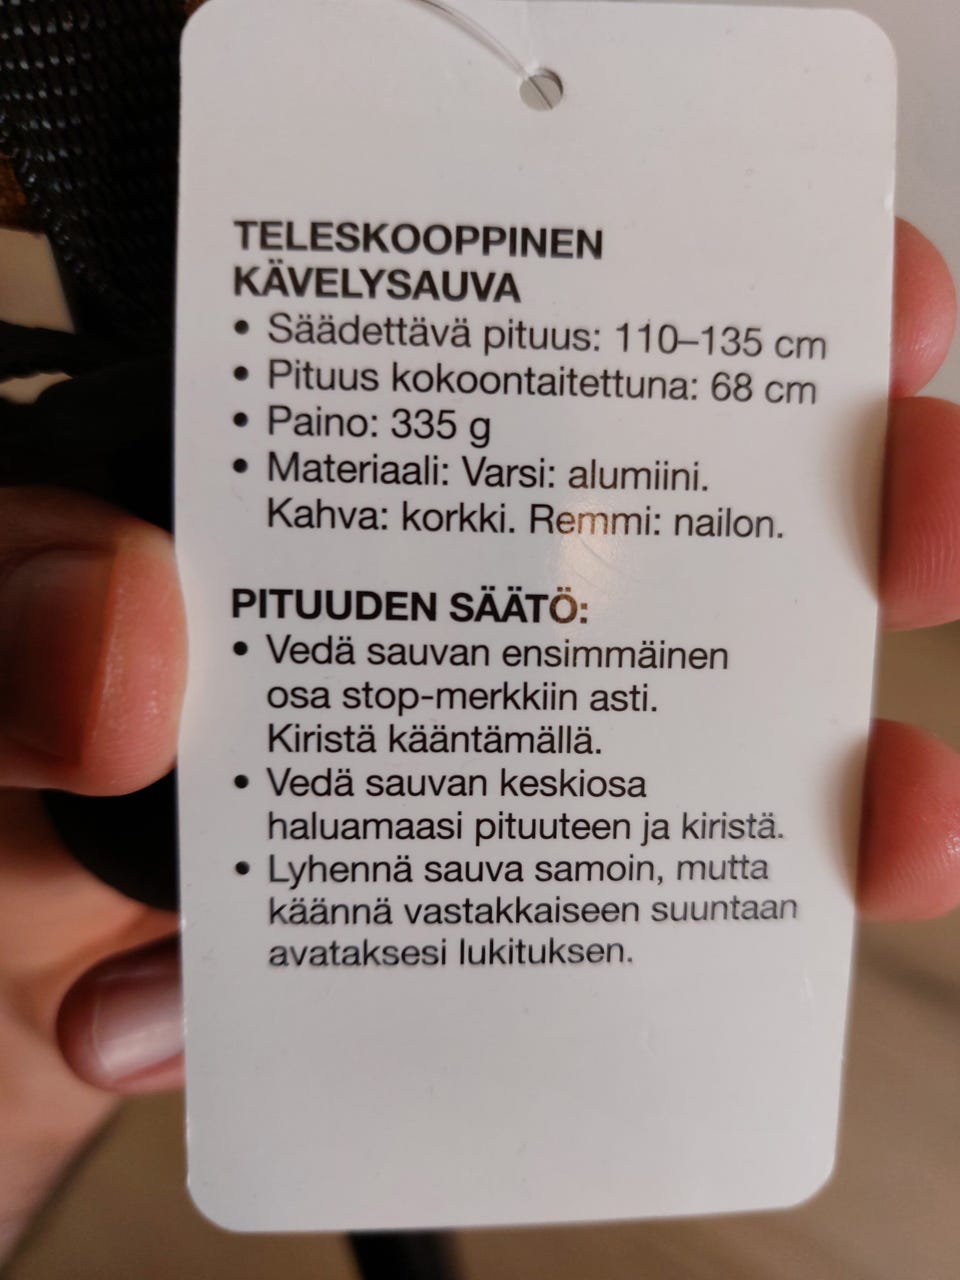 TELESKOOPPINEN
KÄVELYSAUVA
• Säädettävä pituus: 110–135 cm
• Pituus kokoontaitettuna: 68 cm
• Paino: 335 g
• Materiaali: Varsi: alumiini.
Kahva: korkki. Remmi: nailon.
PITUUDEN SÄÄTÖ:
• Vedä sauvan ensimmäinen
osa stop-merkkiin asti.
Kiristä kääntämällä.
• Vedä sauvan keskiosa
haluamaasi pituuteen ja kiristä.
• Lyhennä sauva samoin, mutta
käännä vastakkaiseen suuntaan
avataksesi lukituksen.